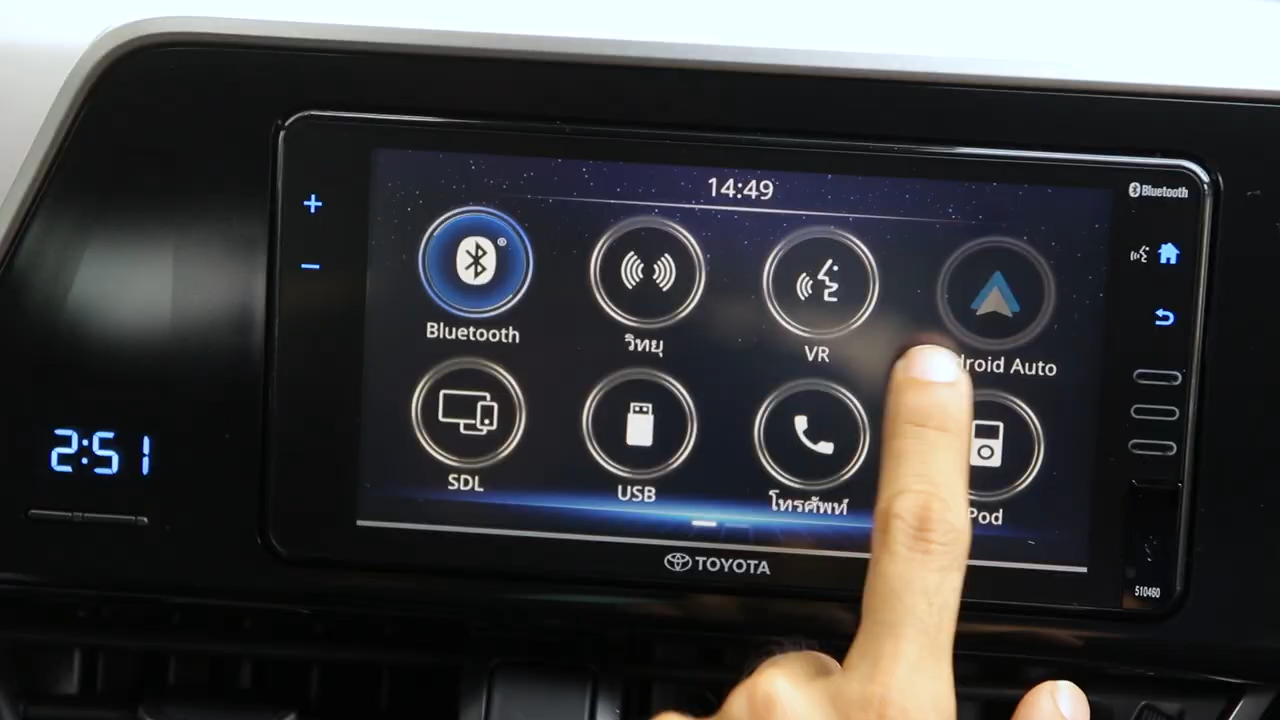 14:49
Bluetooth
+
−
Bluetooth
วิทยุ
VR
droid Auto
2:51
SDL
USB
โทรศัพท์
Pod
TOYOTA
510460